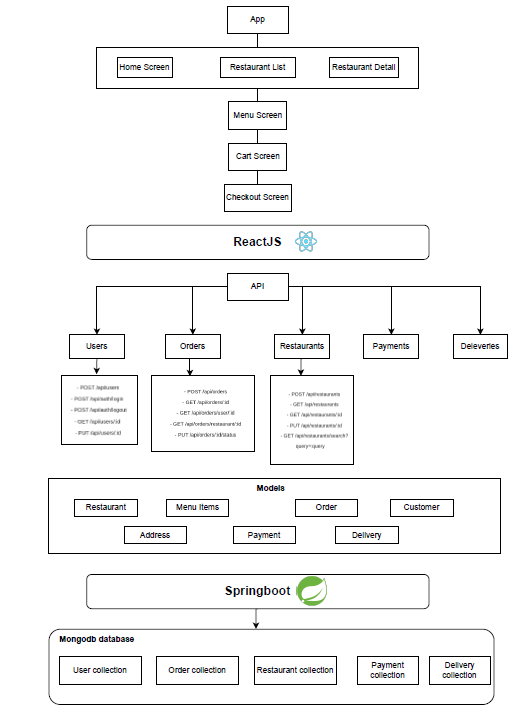 App
Home Screen
Restaurant List
Restaurant Detail
Menu Screen
Cart Screen
Checkout Screen
ReactJS
API
Users
Orders
Restaurants
Payments
Deleveries
- POST /api/users
- POST /api/auth/login
- POST /api/auth/logout
- GET /api/users/:id
- PUT /api/users/:id
- POST /api/orders
- GET /api/orders/:id
- GET /api/orders/user/:id
- GET /api/orders/restaurant/:id
- PUT /api/orders/:id/status
- POST /api/restaurants
- GET /api/restaurants
- GET /api/restaurants/:id
- PUT /api/restaurants/:id
- GET /api/restaurants/search?
query=:query
Models
Restaurant
Menu Items
Order
Customer
Address
Payment
Delivery
Springboot
Mongodb database
User collection
Order collection
Restaurant collection
Payment
collection
Delivery
collection